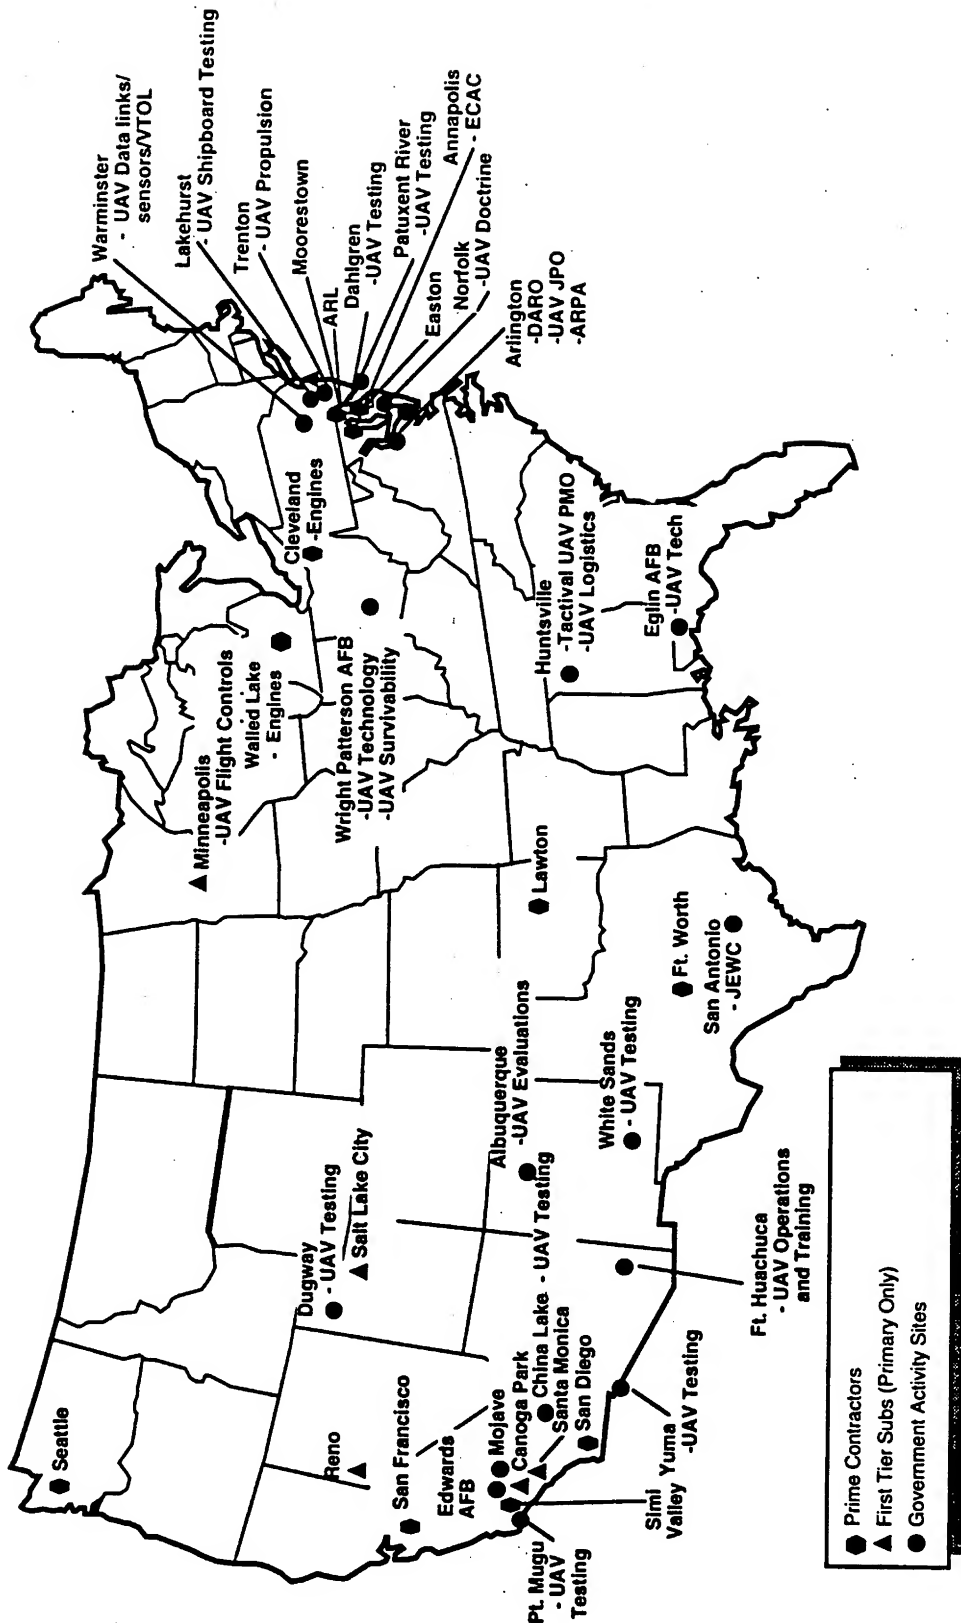 Seattle
Reno
San Francisco
Edwards
AFB
Mojave
Canoga Park
China Lake - UAV Testing
Santa Monica
San Diego
Pt. Mugu
- UAV
Testing
Simi
Valley
Yuma
-UAV Testing
Ft. Huachuca
- UAV Operations
and Training
Dugway
- UAV Testing
Salt Lake City
Albuquerque
-UAV Evaluations
White Sands
- UAV Testing
Ft. Worth
San Antonio
- JEWC
Lawton
Minneapolis
-UAV Flight Controls
Walled Lake
- Engines
Wright Patterson AFB
-UAV Technology
-UAV Survivability
Cleveland
-Engines
Huntsville
-Tactival UAV PMO
-UAV Logistics
Eglin AFB
-UAV Tech
Warminster
- UAV Data links/
sensors/VTOL
Lakehurst
- UAV Shipboard Testing
Trenton
- UAV Propulsion
Moorestown
ARL
Dahlgren
-UAV Testing
Patuxent River
-UAV Testing
Annapolis
- ECAC
Easton
Norfolk
-UAV Doctrine
Arlington
-DARO
-UAV JPO
-ARPA
Prime Contractors
First Tier Subs (Primary Only)
Government Activity Sites